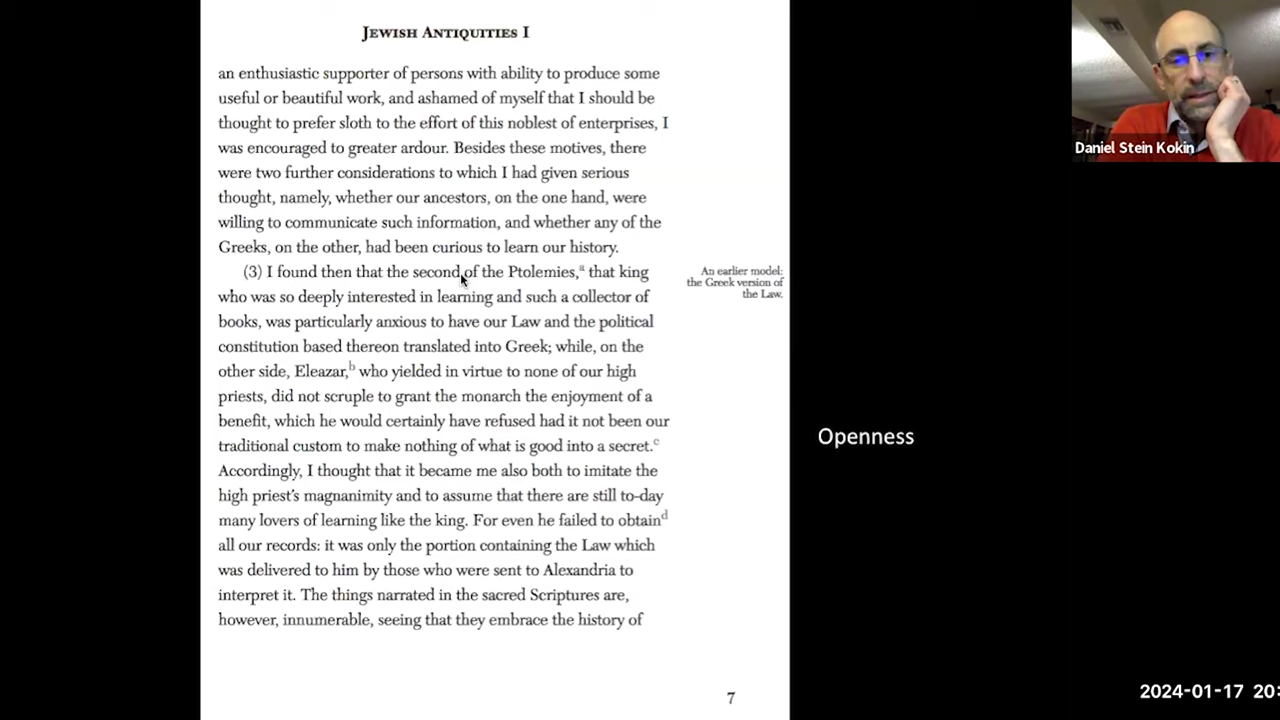 JEWISH ANTIQUITIES I
an enthusiastic supporter of persons with ability to produce some
useful or beautiful work, and ashamed of myself that I should be
thought to prefer sloth to the effort of this noblest of enterprises, I
was encouraged to greater ardour. Besides these motives, there
were two further considerations to which I had given serious
thought, namely, whether our ancestors, on the one hand, were
willing to communicate such information, and whether any of the
Greeks, on the other, had been curious to learn our history.
(3) I found then that the second of the Ptolemies,a that king
who was so deeply interested in learning and such a collector of
books, was particularly anxious to have our Law and the political
constitution based thereon translated into Greek; while, on the
other side, Eleazar,b who yielded in virtue to none of our high
priests, did not scruple to grant the monarch the enjoyment of a
benefit, which he would certainly have refused had it not been our
traditional custom to make nothing of what is good into a secret.c
Accordingly, I thought that it became me also both to imitate the
high priest's magnanimity and to assume that there are still to-day
many lovers of learning like the king. For even he failed to obtaind
all our records: it was only the portion containing the Law which
was delivered to him by those who were sent to Alexandria to
interpret it. The things narrated in the sacred Scriptures are,
however, innumerable, seeing that they embrace the history of
7
An earlier model:
the Greek version of
the Law.
Openness
Daniel Stein Kokin
2024-01-17 20: